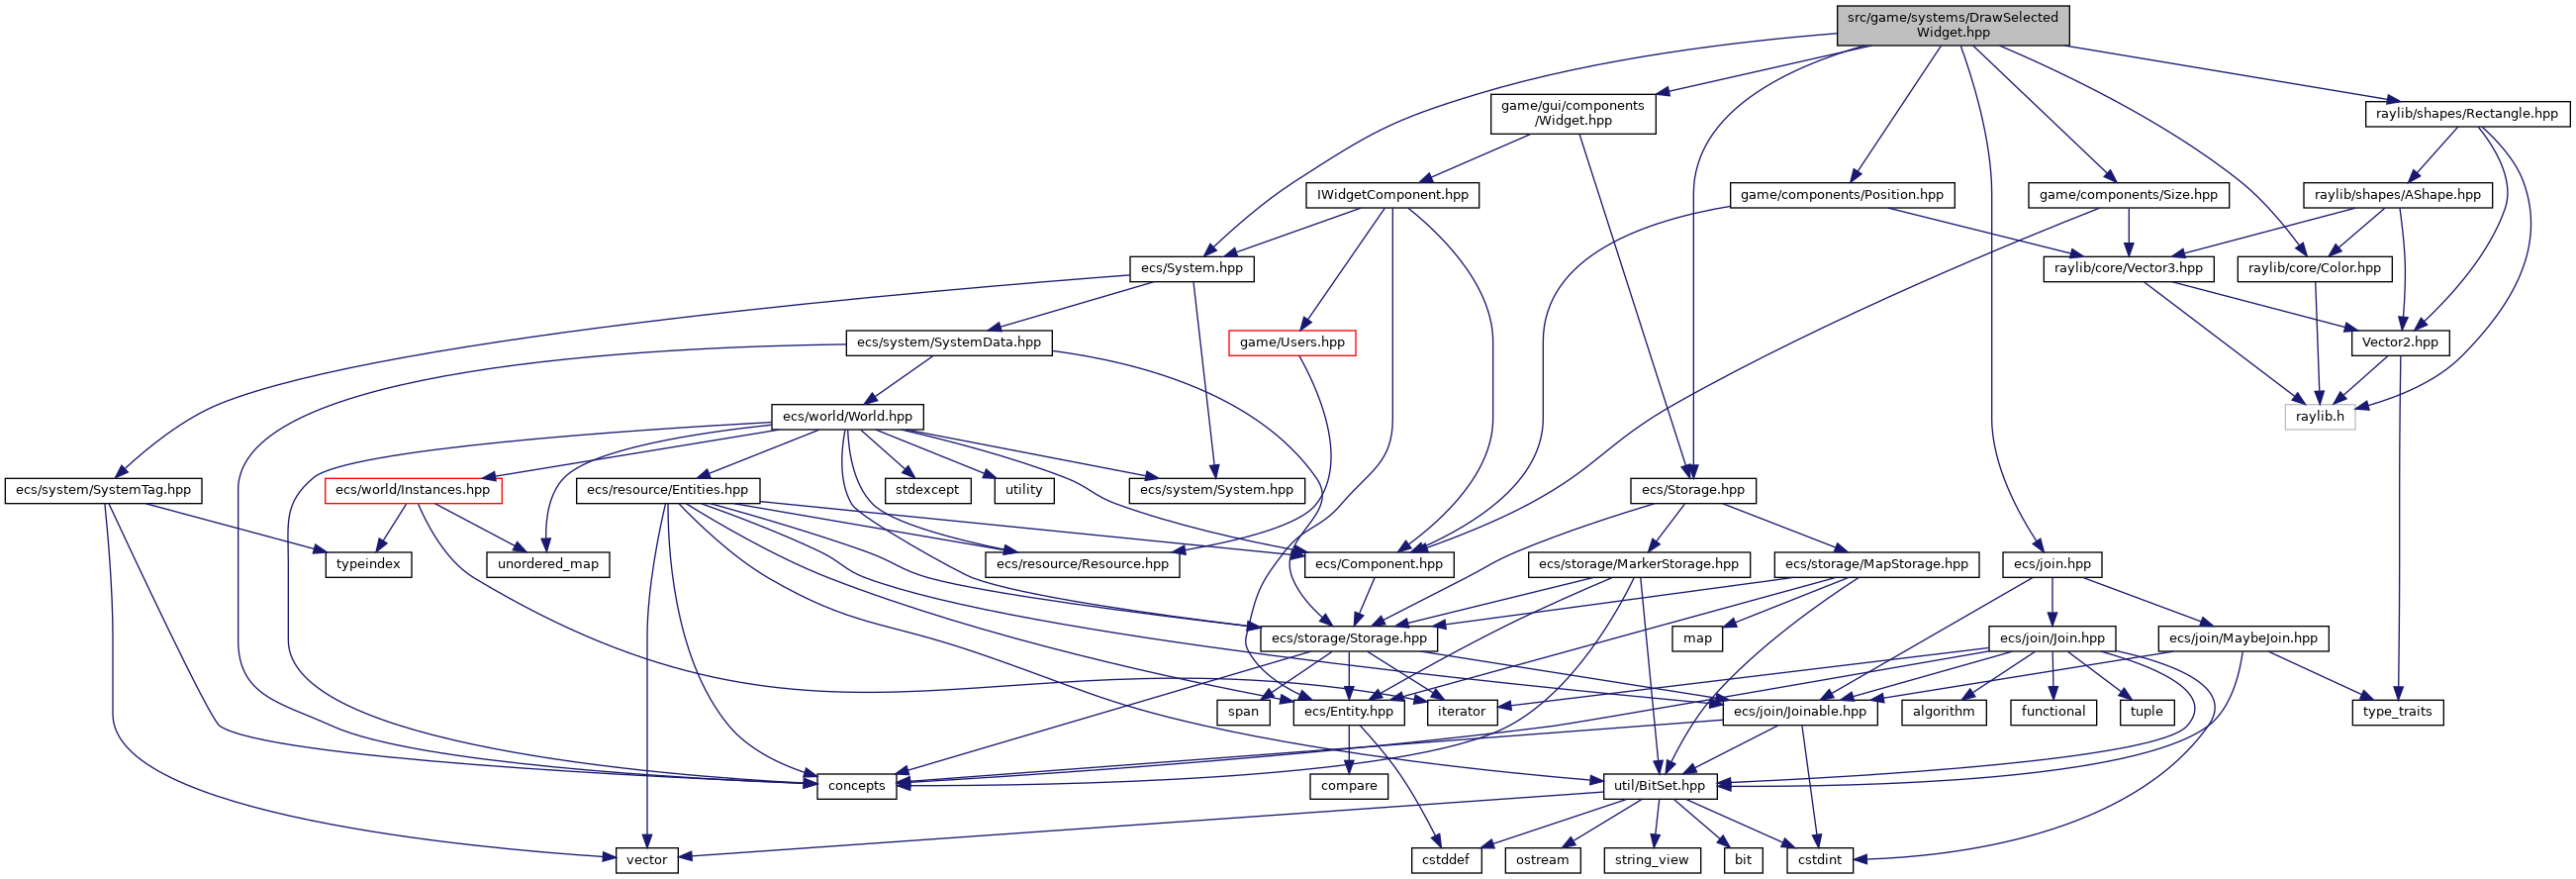 src/game/systems/DrawSelected
Widget.hpp
game/gui/components
/Widget.hpp
raylib/shapes/Rectangle.hpp
IWidgetComponent.hpp
game/components/Position.hpp
game/components/Size.hpp
raylib/shapes/AShape.hpp
ecs/System.hpp
raylib/core/Vector3.hpp
raylib/core/Color.hpp
ecs/system/SystemData.hpp
game/Users.hpp
Vector2.hpp
ecs/world/World.hpp
raylib.h
ecs/system/SystemTag.hpp
ecs/world/Instances.hpp
ecs/resource/Entities.hpp
stdexcept
utility
ecs/system/System.hpp
ecs/Storage.hpp
typeindex
unordered_map
ecs/resource/Resource.hpp
ecs/Component.hpp
ecs/storage/MarkerStorage.hpp
ecs/storage/MapStorage.hpp
ecs/join.hpp
ecs/storage/Storage.hpp
map
ecs/join/Join.hpp
ecs/join/MaybeJoin.hpp
span
ecs/Entity.hpp
iterator
ecs/join/Joinable.hpp
algorithm
functional
tuple
type_traits
concepts
compare
util/BitSet.hpp
vector
cstddef
ostream
string_view
bit
cstdint